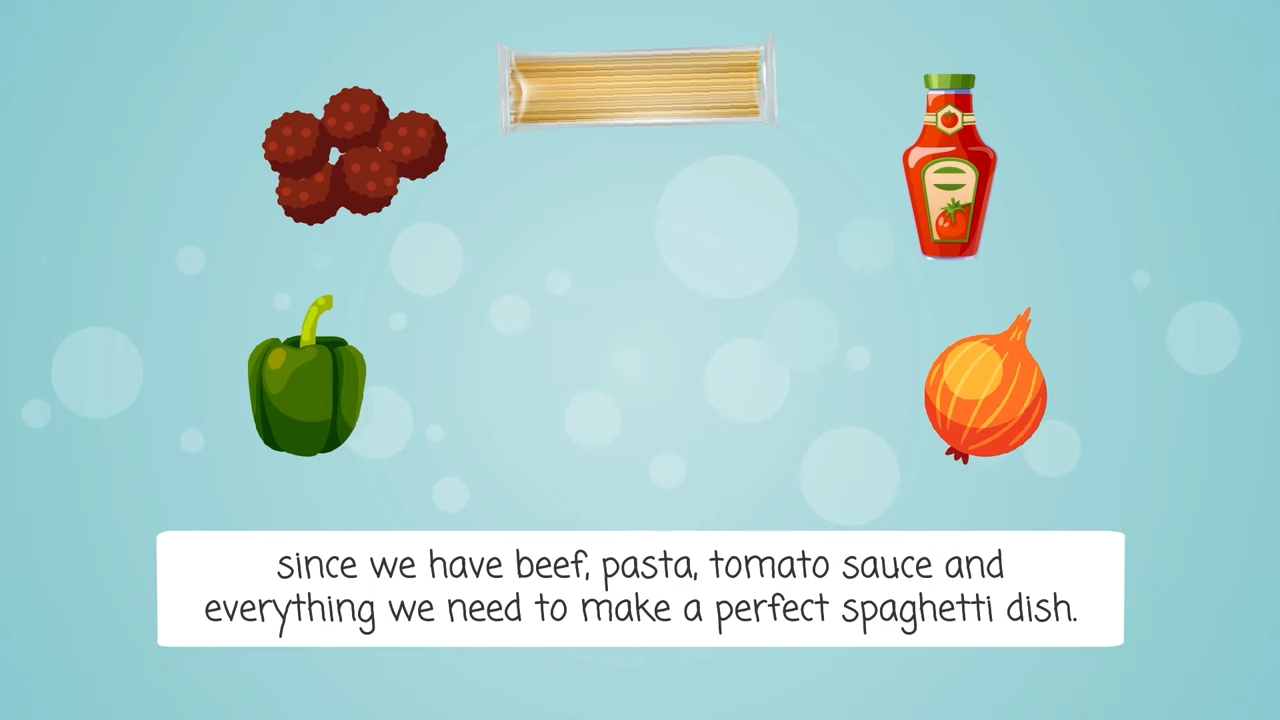 since we have beef, pasta, tomato sauce and
everything we need to make a perfect spaghetti dish.